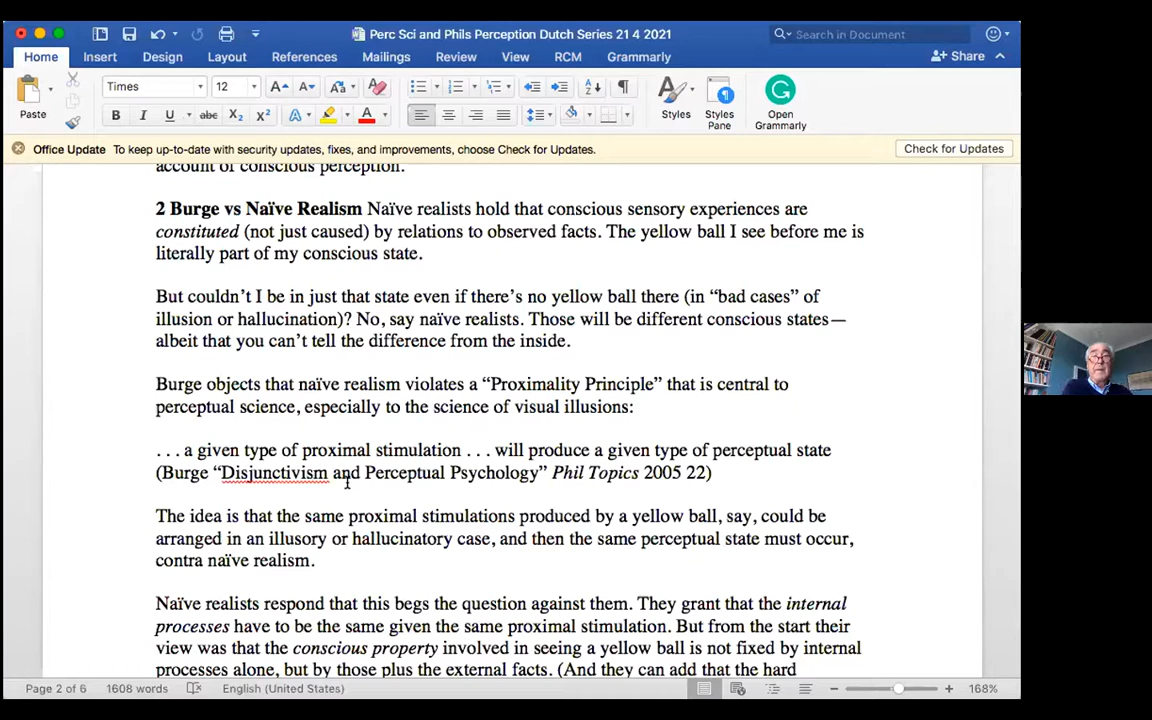 Perc Sci and Phils Perception Dutch Series 21 4 2021
Search in Document
Home Insert Design Layout References Mailings Review View RCM Grammarly
Share
Paste
Times 12
Styles
Styles Pane
Open Grammarly
Office Update To keep up-to-date with security updates, fixes, and improvements, choose Check for Updates.
Check for Updates
account of conscious perception.
2 Burge vs Naïve Realism Naïve realists hold that conscious sensory experiences are
constituted (not just caused) by relations to observed facts. The yellow ball I see before me is
literally part of my conscious state.
But couldn't I be in just that state even if there's no yellow ball there (in “bad cases” of
illusion or hallucination)? No, say naïve realists. Those will be different conscious states—
albeit that you can't tell the difference from the inside.
Burge objects that naïve realism violates a “Proximality Principle” that is central to
perceptual science, especially to the science of visual illusions:
. . . a given type of proximal stimulation . . . will produce a given type of perceptual state
(Burge “Disjunctivism and Perceptual Psychology” Phil Topics 2005 22)
The idea is that the same proximal stimulations produced by a yellow ball, say, could be
arranged in an illusory or hallucinatory case, and then the same perceptual state must occur,
contra naïve realism.
Naïve realists respond that this begs the question against them. They grant that the internal
processes have to be the same given the same proximal stimulation. But from the start their
view was that the conscious property involved in seeing a yellow ball is not fixed by internal
processes alone, but by those plus the external facts. (And they can add that the hard
Page 2 of 6 1608 words English (United States) 168%